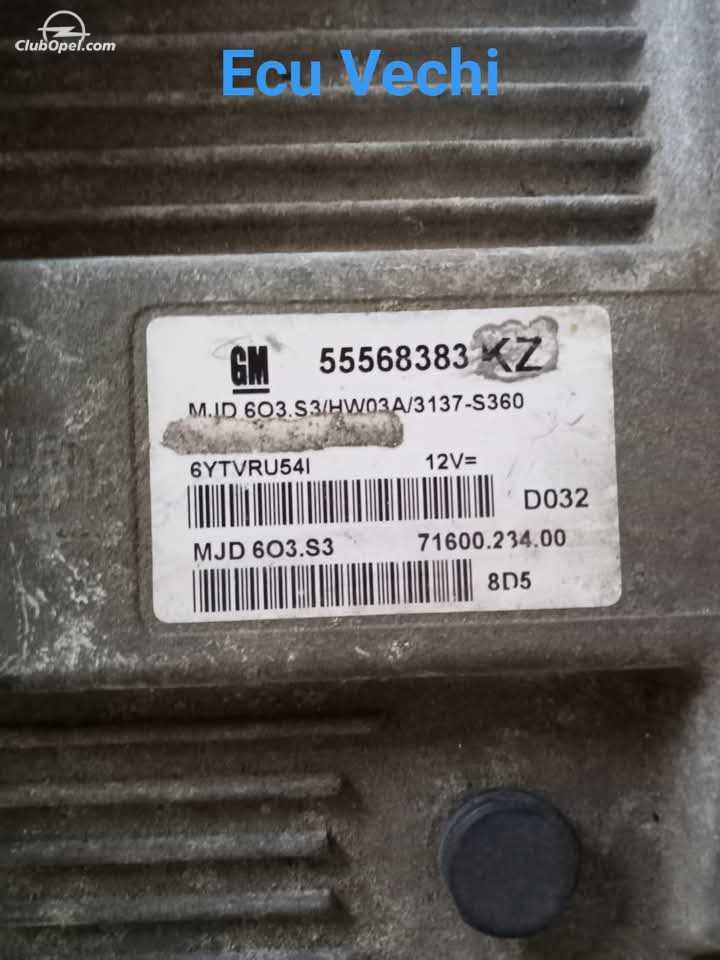 ClubOpel.com
Ecu Vechi
GM 55568383 KZ
MJD 6O3.S3/HW03A/3137-S360
6YTVRU54I 12V=
D032
MJD 6O3.S3 71600.234.00
8D5